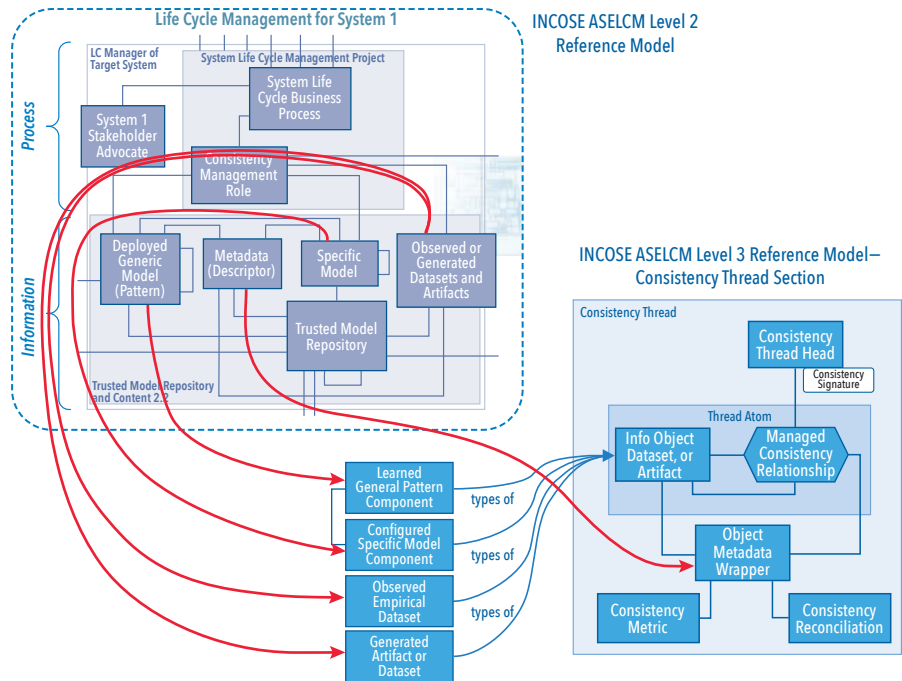 Life Cycle Management for System 1
INCOSE ASELCM Level 2
Reference Model
LC Manager of
Target System
System Life Cycle Management Project
System Life
Cycle Business
Process
System 1
Stakeholder
Advocate
Process
Consistency
Management
Role
Deployed
Generic
Model
(Pattern)
Metadata
(Descriptor)
Specific
Model
Observed or
Generated
Datasets and
Artifacts
Information
Trusted Model
Repository
Trusted Model Repository
and Content 2.2
INCOSE ASELCM Level 3 Reference Model—
Consistency Thread Section
Consistency Thread
Consistency
Thread Head
Consistency
Signature
Thread Atom
Info Object
Dataset, or
Artifact
Managed
Consistency
Relationship
Object
Metadata
Wrapper
Consistency
Metric
Consistency
Reconciliation
Learned
General Pattern
Component
types of
Configured
Specific Model
Component
types of
Observed
Empirical
Dataset
types of
Generated
Artifact or
Dataset